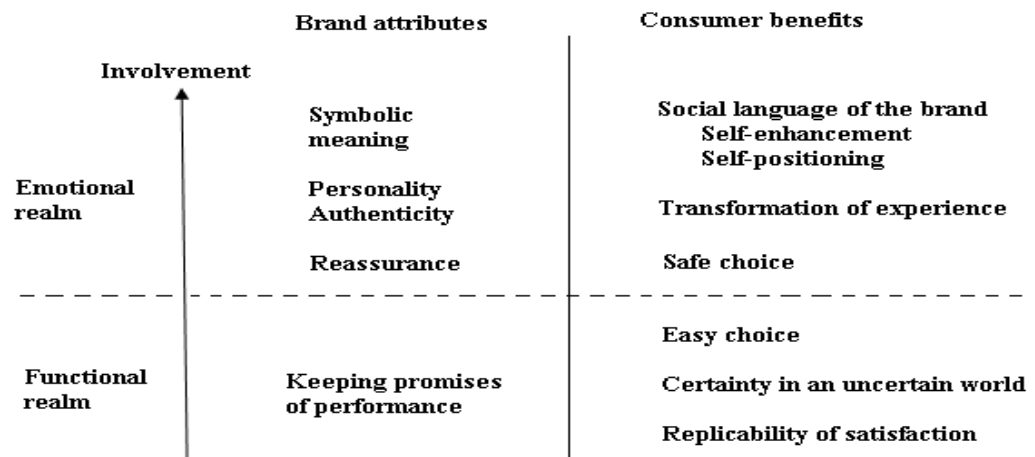 Brand attributes
Consumer benefits
Involvement
Symbolic
meaning
Social language of the brand
Self-enhancement
Self-positioning
Emotional
realm
Personality
Authenticity
Transformation of experience
Reassurance
Safe choice
Easy choice
Functional
realm
Keeping promises
of performance
Certainty in an uncertain world
Replicability of satisfaction